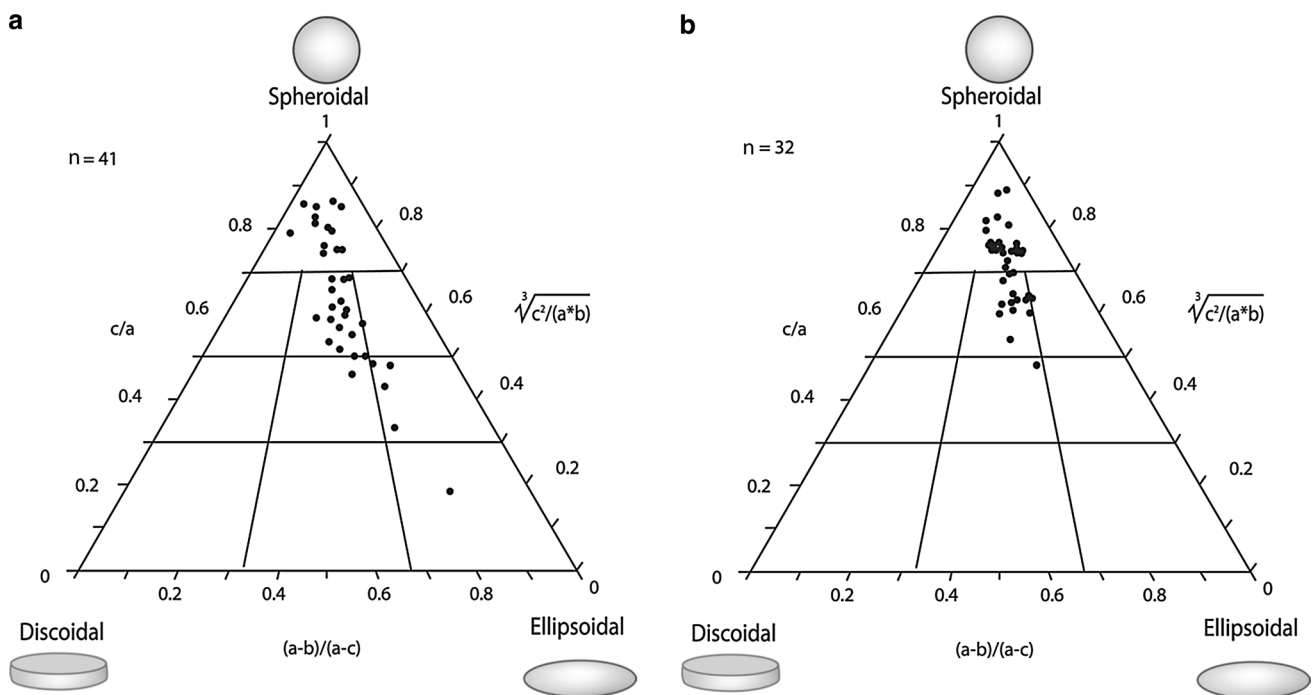 a
Spheroidal
1
n = 41
0.8
0.8
0.6
0.6
c/a
∛c²/(a*b)
0.4
0.4
0.2
0.2
0
0
0.2
0.4
0.6
0.8
Discoidal
(a-b)/(a-c)
Ellipsoidal
b
Spheroidal
1
n = 32
0.8
0.8
0.6
0.6
c/a
∛c²/(a*b)
0.4
0.4
0.2
0.2
0
0
0.2
0.4
0.6
0.8
Discoidal
(a-b)/(a-c)
Ellipsoidal